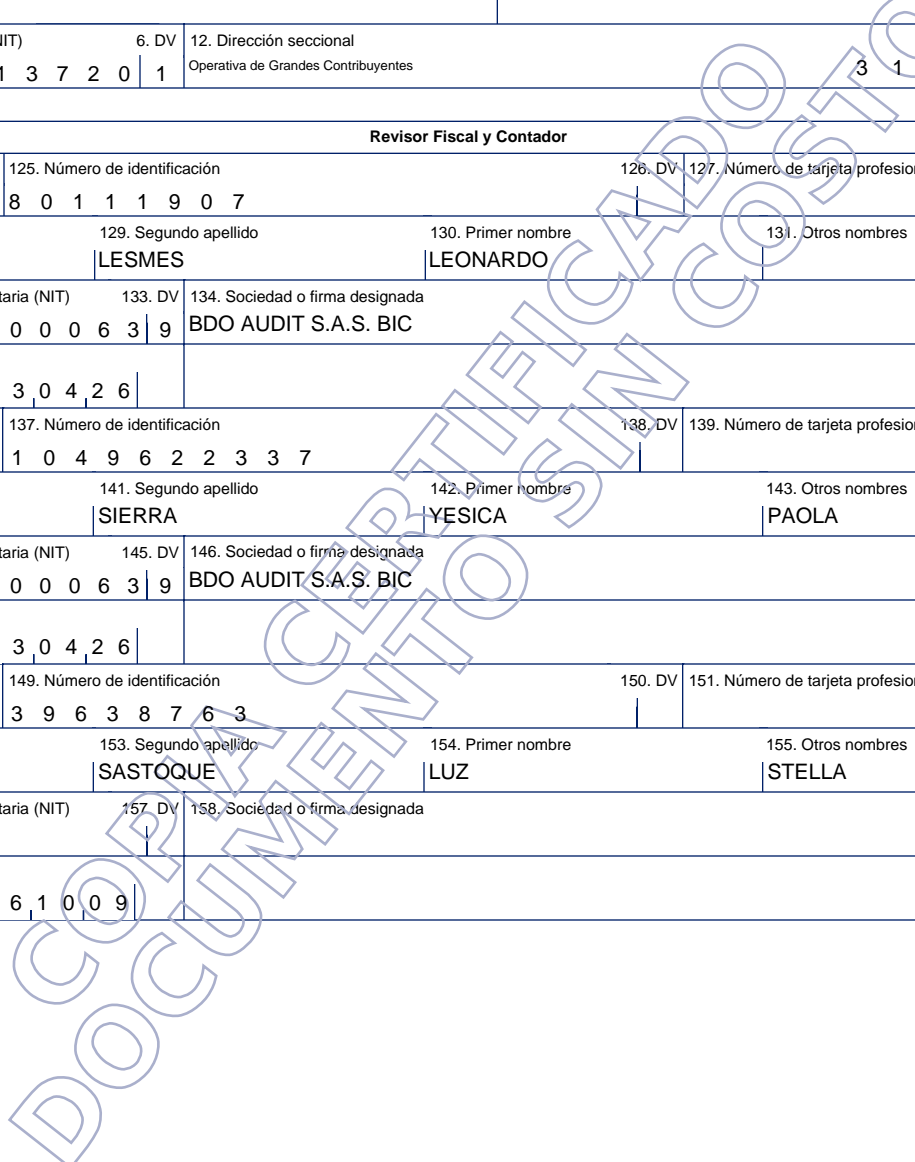 IIT) 6. DV 12. Dirección seccional
1 3 7 2 0 1 Operativa de Grandes Contribuyentes 3 1
Revisor Fiscal y Contador
125. Número de identificación 126. DV 127. Número de tarjeta profesion
8 0 1 1 1 9 0 7
129. Segundo apellido 130. Primer nombre 131. Otros nombres
LESMES LEONARDO
taria (NIT) 133. DV 134. Sociedad o firma designada
0 0 0 6 3 9 BDO AUDIT S.A.S. BIC
3 0 4 2 6
137. Número de identificación 138. DV 139. Número de tarjeta profesion
1 0 4 9 6 2 2 3 3 7
141. Segundo apellido 142. Primer nombre 143. Otros nombres
SIERRA YESICA PAOLA
taria (NIT) 145. DV 146. Sociedad o firma designada
0 0 0 6 3 9 BDO AUDIT S.A.S. BIC
3 0 4 2 6
149. Número de identificación 150. DV 151. Número de tarjeta profesion
3 9 6 3 8 7 6 3
153. Segundo apellido 154. Primer nombre 155. Otros nombres
SASTOQUE LUZ STELLA
taria (NIT) 157. DV 158. Sociedad o firma designada
6 1 0 0 9
COPIA CERTIFICADO
DOCUMENTO SIN COSTO